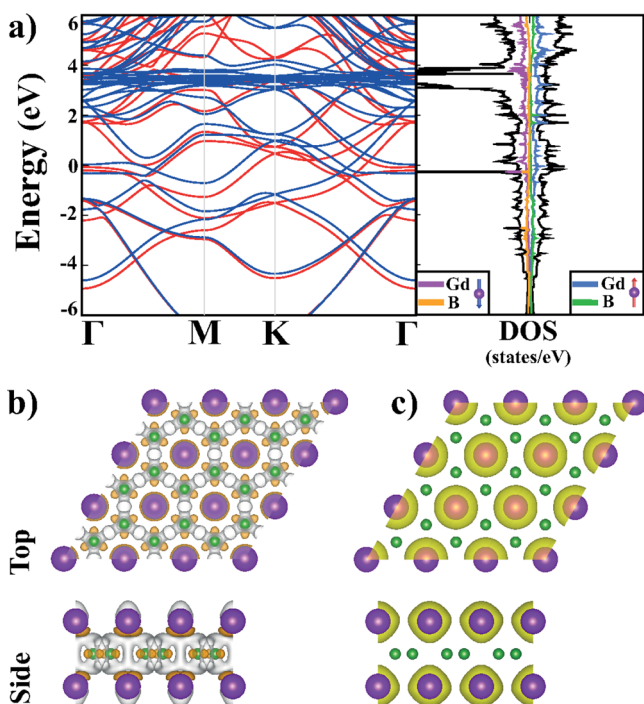 a)
Energy (eV)
6
4
2
0
-2
-4
-6
Γ M K Γ
Gd
B
Gd
B
DOS
(states/eV)
b)
c)
Top
Side